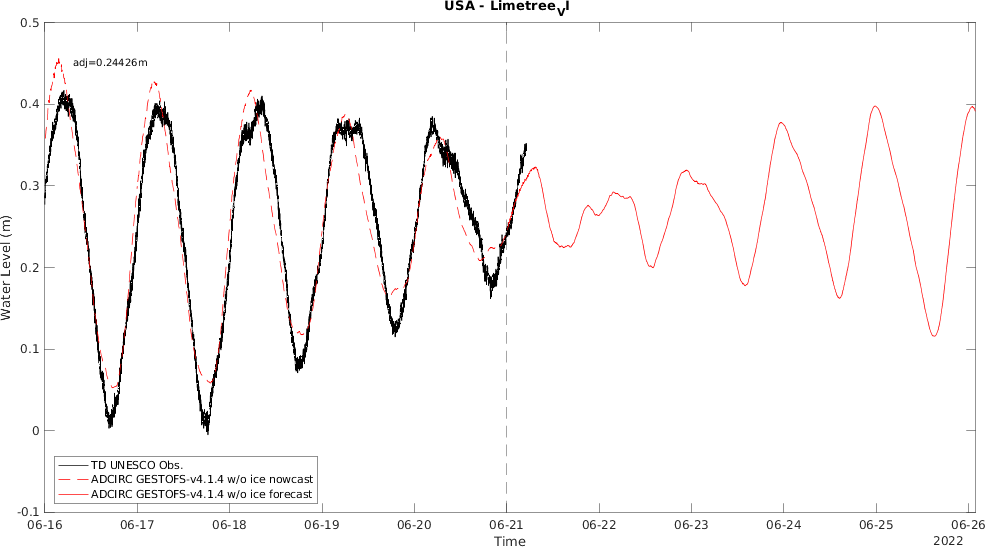 USA - Limetree_VI
adj=0.24426m
0.5
0.4
0.3
0.2
0.1
0
-0.1
Water Level (m)
TD UNESCO Obs.
ADCIRC GESTOFS-v4.1.4 w/o ice nowcast
ADCIRC GESTOFS-v4.1.4 w/o ice forecast
06-16 06-17 06-18 06-19 06-20 06-21 06-22 06-23 06-24 06-25 06-26
Time
2022